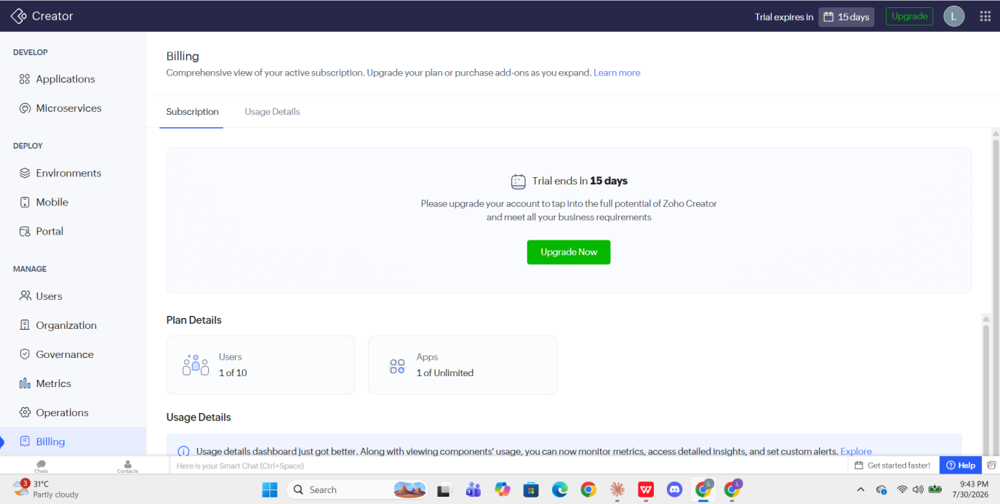 Creator
Trial expires in 15 days Upgrade L
DEVELOP
Applications
Microservices
DEPLOY
Environments
Mobile
Portal
MANAGE
Users
Organization
Governance
Metrics
Operations
Billing
Billing
Comprehensive view of your active subscription. Upgrade your plan or purchase add-ons as you expand. Learn more
Subscription Usage Details
Trial ends in 15 days
Please upgrade your account to tap into the full potential of Zoho Creator
and meet all your business requirements
Upgrade Now
Plan Details
Users
1 of 10
Apps
1 of Unlimited
Usage Details
Usage details dashboard just got better. Along with viewing components' usage, you can now monitor metrics, access detailed insights, and set custom alerts. Explore
Chats Contacts Here is your Smart Chat (Ctrl+Space) Get started faster! Help
3 31°C
Partly cloudy
Search
L L
9:43 PM
7/30/2026